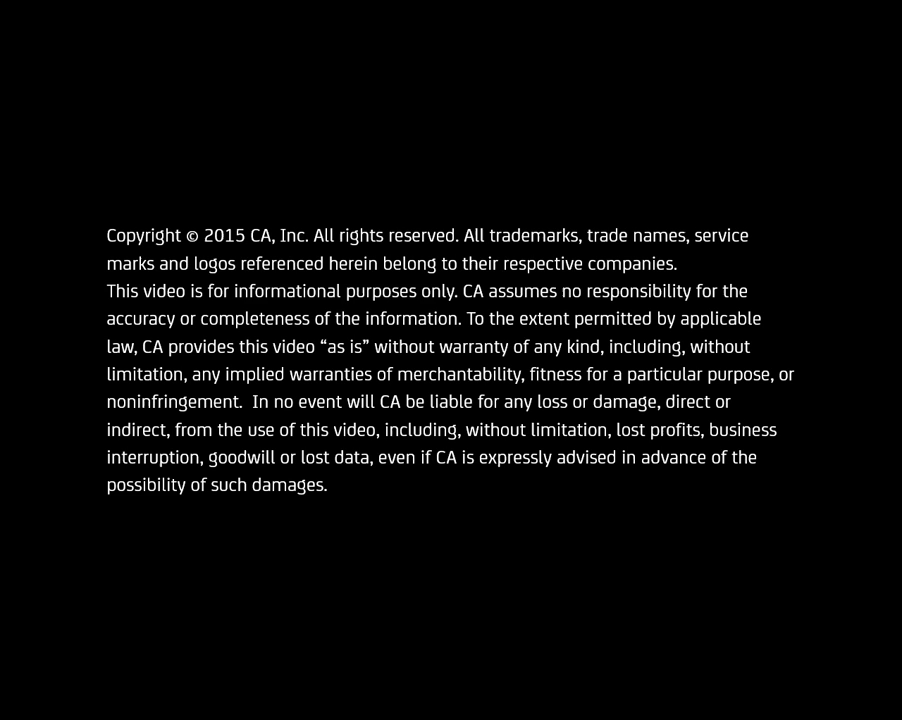 Copyright © 2015 CA, Inc. All rights reserved. All trademarks, trade names, service
marks and logos referenced herein belong to their respective companies.
This video is for informational purposes only. CA assumes no responsibility for the
accuracy or completeness of the information. To the extent permitted by applicable
law, CA provides this video “as is” without warranty of any kind, including, without
limitation, any implied warranties of merchantability, fitness for a particular purpose, or
noninfringement.  In no event will CA be liable for any loss or damage, direct or
indirect, from the use of this video, including, without limitation, lost profits, business
interruption, goodwill or lost data, even if CA is expressly advised in advance of the
possibility of such damages.